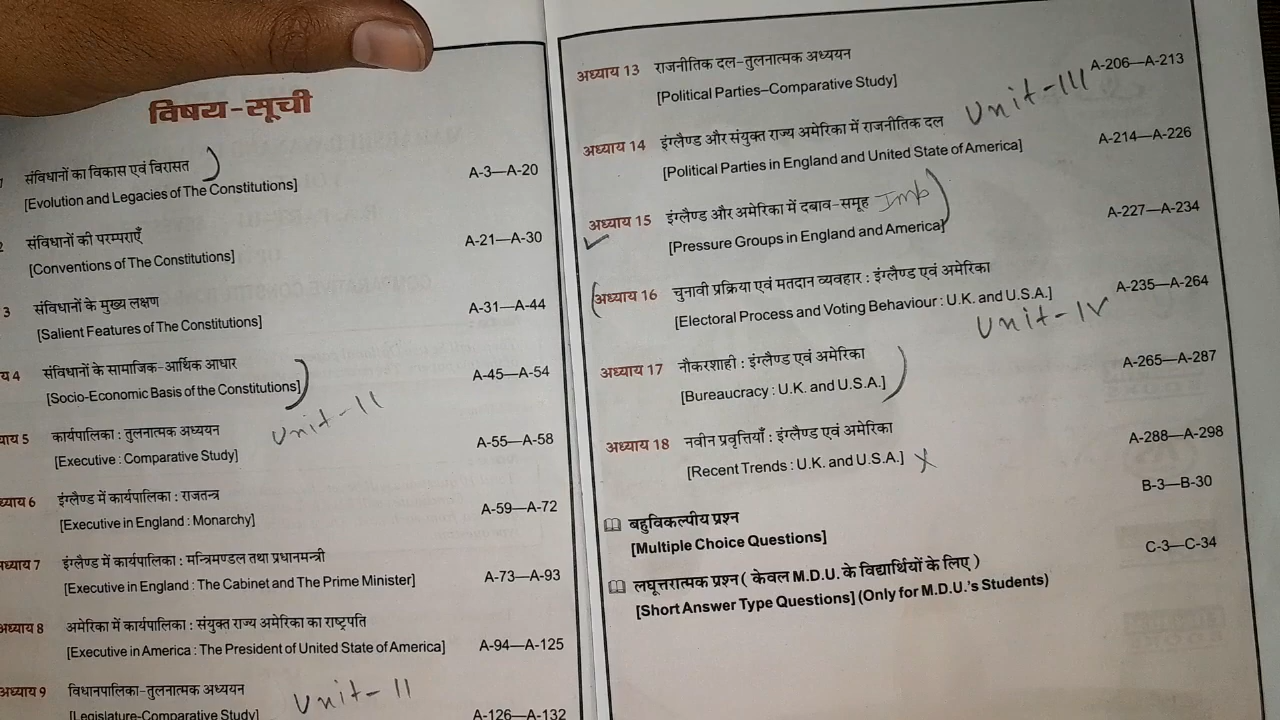 विषय-सूची
1 संविधानों का विकास एवं विरासत A-3—A-20
[Evolution and Legacies of The Constitutions]
2 संविधानों की परम्पराएँ A-21—A-30
[Conventions of The Constitutions]
3 संविधानों के मुख्य लक्षण A-31—A-44
[Salient Features of The Constitutions]
य 4 संविधानों के सामाजिक-आर्थिक आधार A-45—A-54
[Socio-Economic Basis of the Constitutions]
Unit-II
याय 5 कार्यपालिका : तुलनात्मक अध्ययन A-55—A-58
[Executive : Comparative Study]
ध्याय 6 इंग्लैण्ड में कार्यपालिका : राजतन्त्र A-59—A-72
[Executive in England : Monarchy]
मध्याय 7 इंग्लैण्ड में कार्यपालिका : मन्त्रिमण्डल तथा प्रधानमन्त्री A-73—A-93
[Executive in England : The Cabinet and The Prime Minister]
अध्याय 8 अमेरिका में कार्यपालिका : संयुक्त राज्य अमेरिका का राष्ट्रपति A-94—A-125
[Executive in America : The President of United State of America]
अध्याय 9 विधानपालिका-तुलनात्मक अध्ययन A-126—A-132
Unit-II
[Legislature-Comparative Study]
अध्याय 13 राजनीतिक दल-तुलनात्मक अध्ययन A-206—A-213
[Political Parties–Comparative Study]
Unit-III
अध्याय 14 इंग्लैण्ड और संयुक्त राज्य अमेरिका में राजनीतिक दल A-214—A-226
[Political Parties in England and United State of America]
अध्याय 15 इंग्लैण्ड और अमेरिका में दबाव-समूह Imp A-227—A-234
[Pressure Groups in England and America]
अध्याय 16 चुनावी प्रक्रिया एवं मतदान व्यवहार : इंग्लैण्ड एवं अमेरिका A-235—A-264
[Electoral Process and Voting Behaviour : U.K. and U.S.A.]
Unit-IV
अध्याय 17 नौकरशाही : इंग्लैण्ड एवं अमेरिका A-265—A-287
[Bureaucracy : U.K. and U.S.A.]
अध्याय 18 नवीन प्रवृत्तियाँ : इंग्लैण्ड एवं अमेरिका A-288—A-298
[Recent Trends : U.K. and U.S.A.]
बहुविकल्पीय प्रश्न B-3—B-30
[Multiple Choice Questions]
लघूत्तरात्मक प्रश्न ( केवल M.D.U. के विद्यार्थियों के लिए ) C-3—C-34
[Short Answer Type Questions] (Only for M.D.U.'s Students)